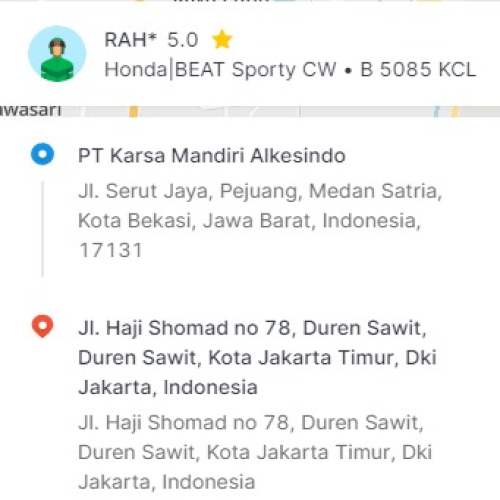 RAH* 5.0
Honda|BEAT Sporty CW • B 5085 KCL
awasari
PT Karsa Mandiri Alkesindo
Jl. Serut Jaya, Pejuang, Medan Satria,
Kota Bekasi, Jawa Barat, Indonesia,
17131
Jl. Haji Shomad no 78, Duren Sawit,
Duren Sawit, Kota Jakarta Timur, Dki
Jakarta, Indonesia
Jl. Haji Shomad no 78, Duren Sawit,
Duren Sawit, Kota Jakarta Timur, Dki
Jakarta, Indonesia